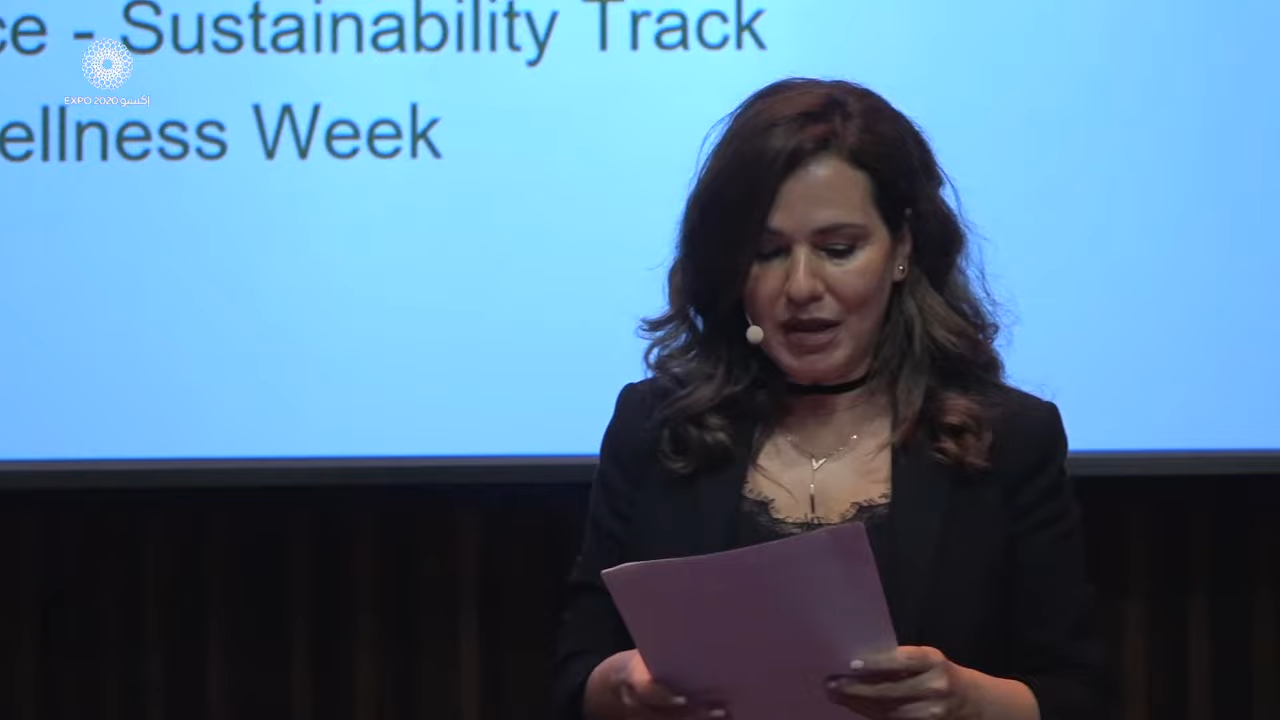 ce - Sustainability Track
EXPO 2020 إكسبو
ellness Week